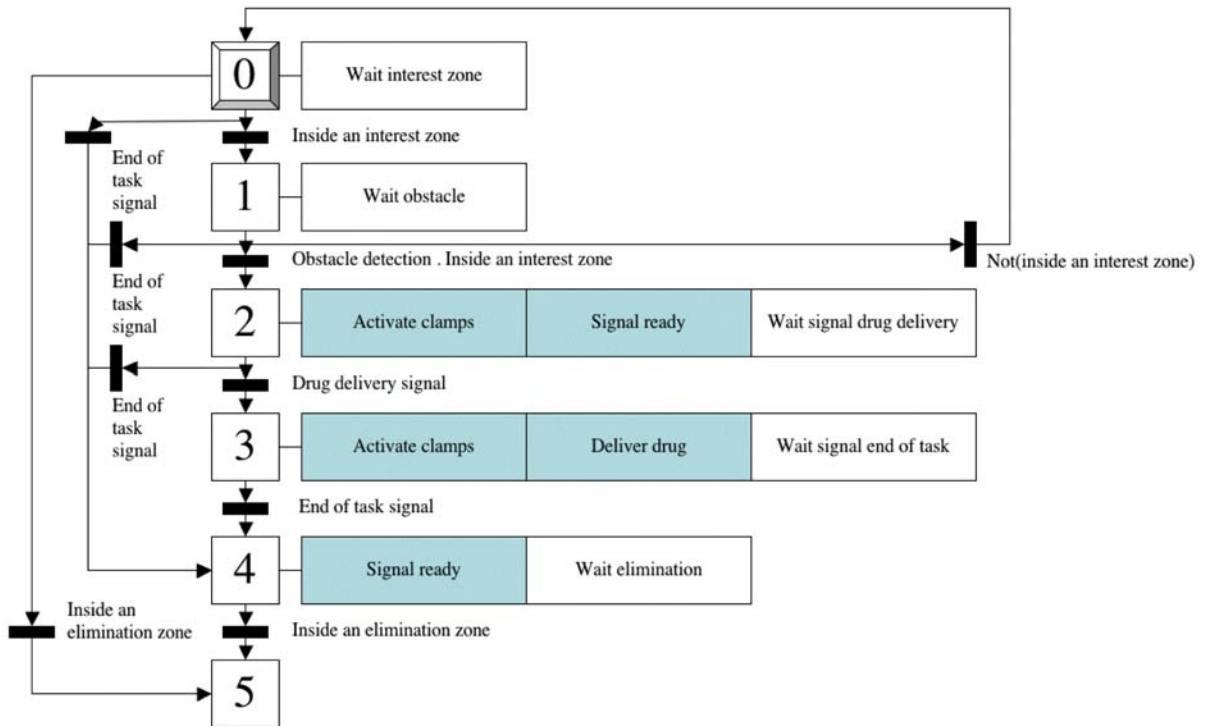 0
Wait interest zone
Inside an interest zone
End of
task
signal
1
Wait obstacle
Obstacle detection . Inside an interest zone
Not(inside an interest zone)
End of
task
signal
2
Activate clamps
Signal ready
Wait signal drug delivery
Drug delivery signal
End of
task
signal
3
Activate clamps
Deliver drug
Wait signal end of task
End of task signal
4
Signal ready
Wait elimination
Inside an
elimination zone
Inside an elimination zone
5